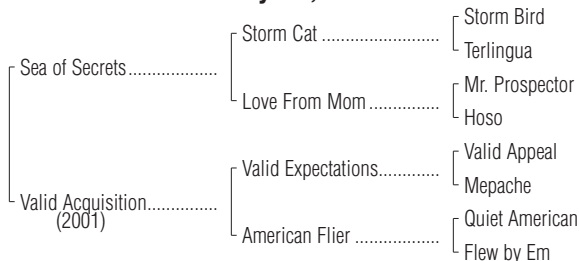 Storm Bird
Storm Cat
Terlingua
Sea of Secrets
Mr. Prospector
Love From Mom
Hoso
Valid Appeal
Valid Expectations
Mepache
Valid Acquisition
(2001)
Quiet American
American Flier
Flew by Em